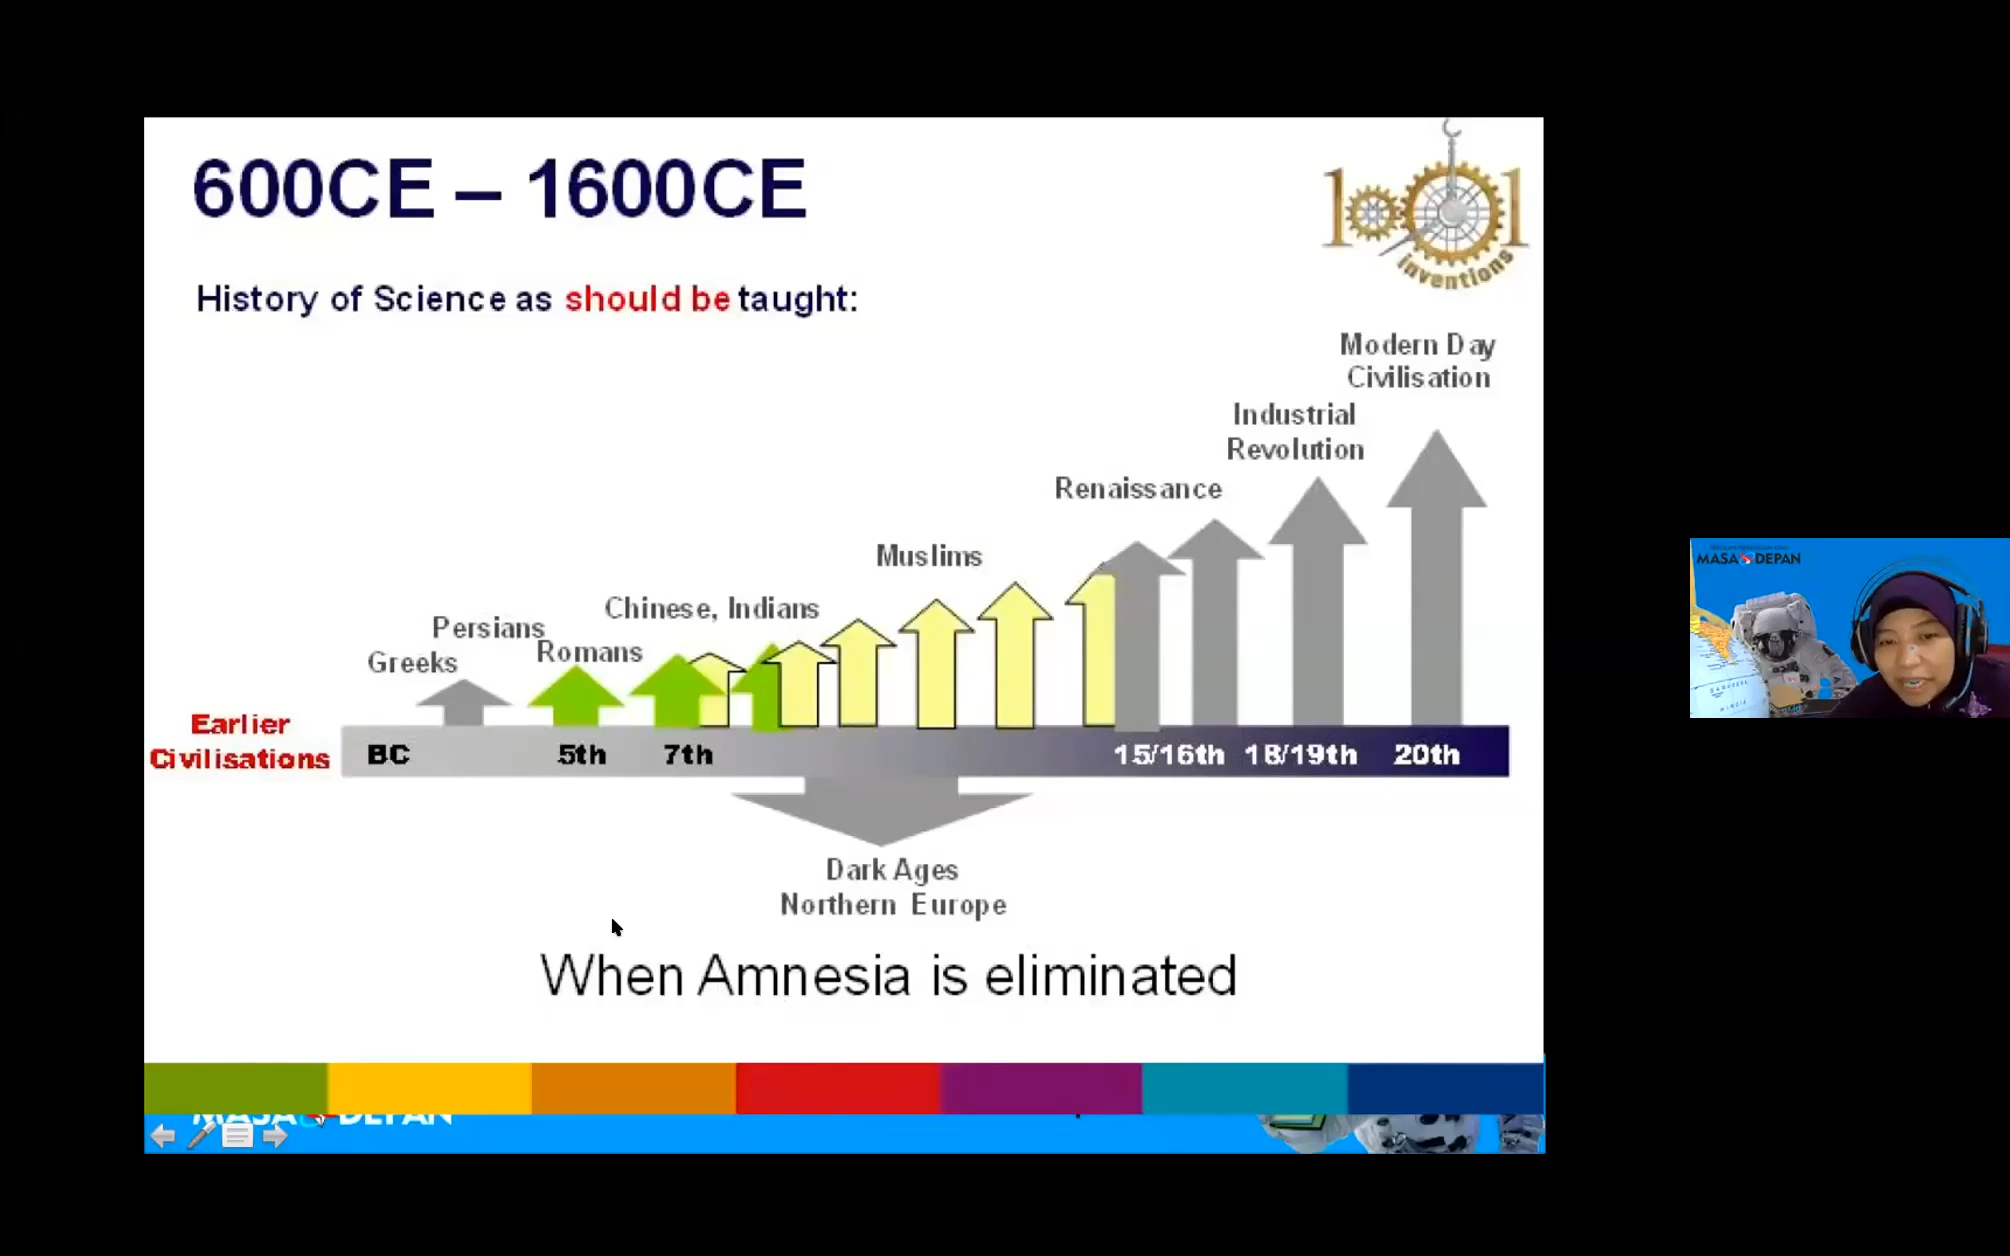 600CE – 1600CE
1001
inventions
History of Science as should be taught:
Modern Day
Civilisation
Industrial
Revolution
Renaissance
Muslims
Chinese, Indians
Persians
Romans
Greeks
Earlier
Civilisations
BC 5th 7th 15/16th 18/19th 20th
Dark Ages
Northern Europe
When Amnesia is eliminated
MASA DEPAN
MASA DEPAN